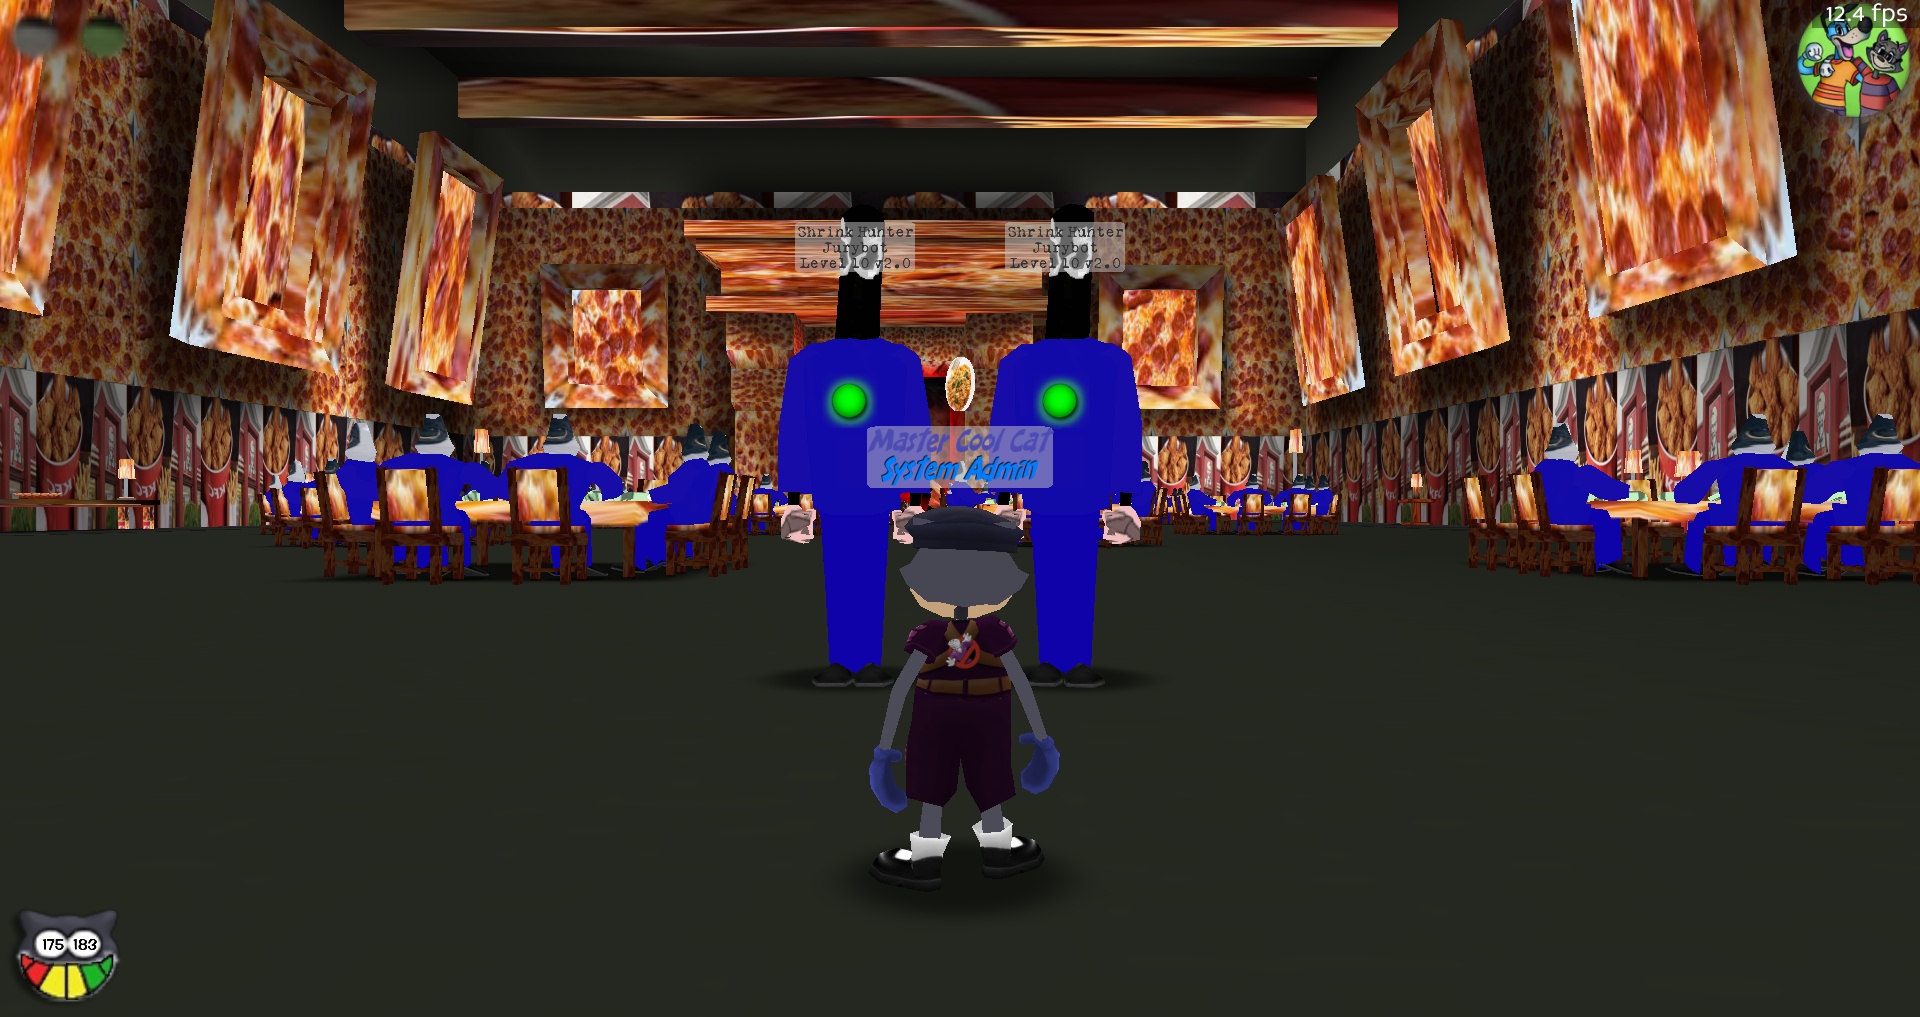 12.4 fps
Shrink Hunter
Jurybot
Level 10 v2.0
Shrink Hunter
Jurybot
Level 10 v2.0
Master Cool Cat
System Admin
175 183